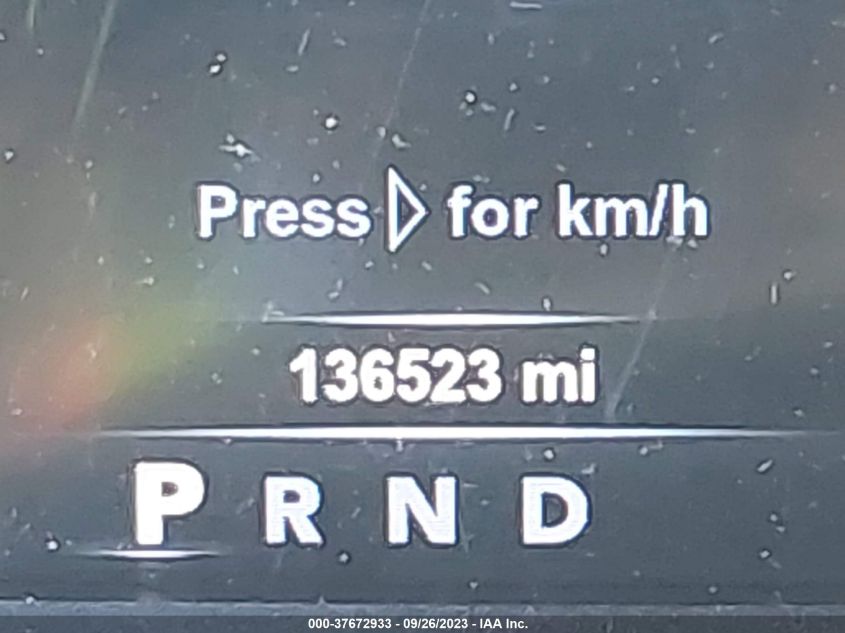 Press ▷ for km/h
136523 mi
P R N D
000-37672933 - 09/26/2023 - IAA Inc.